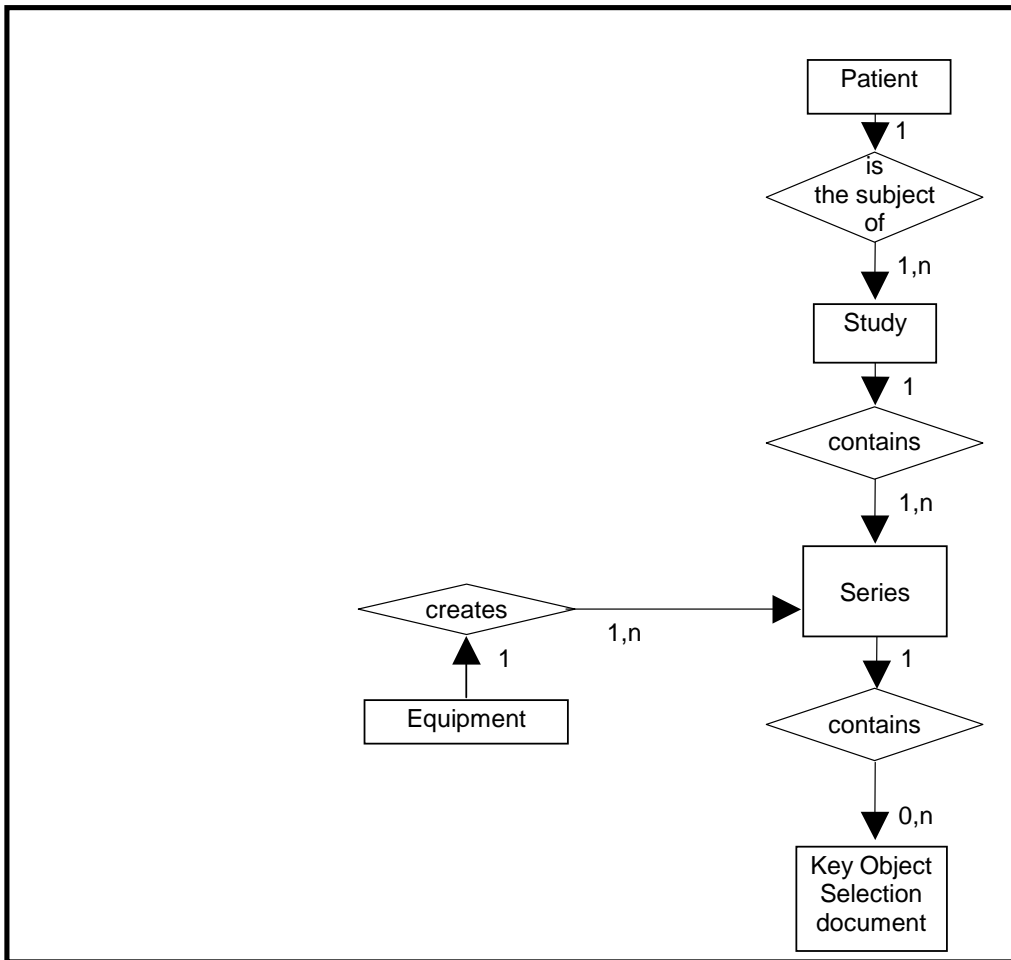 Patient
1
is
the subject
of
1,n
Study
1
contains
1,n
Series
creates
1,n
1
Equipment
1
contains
0,n
Key Object
Selection
document